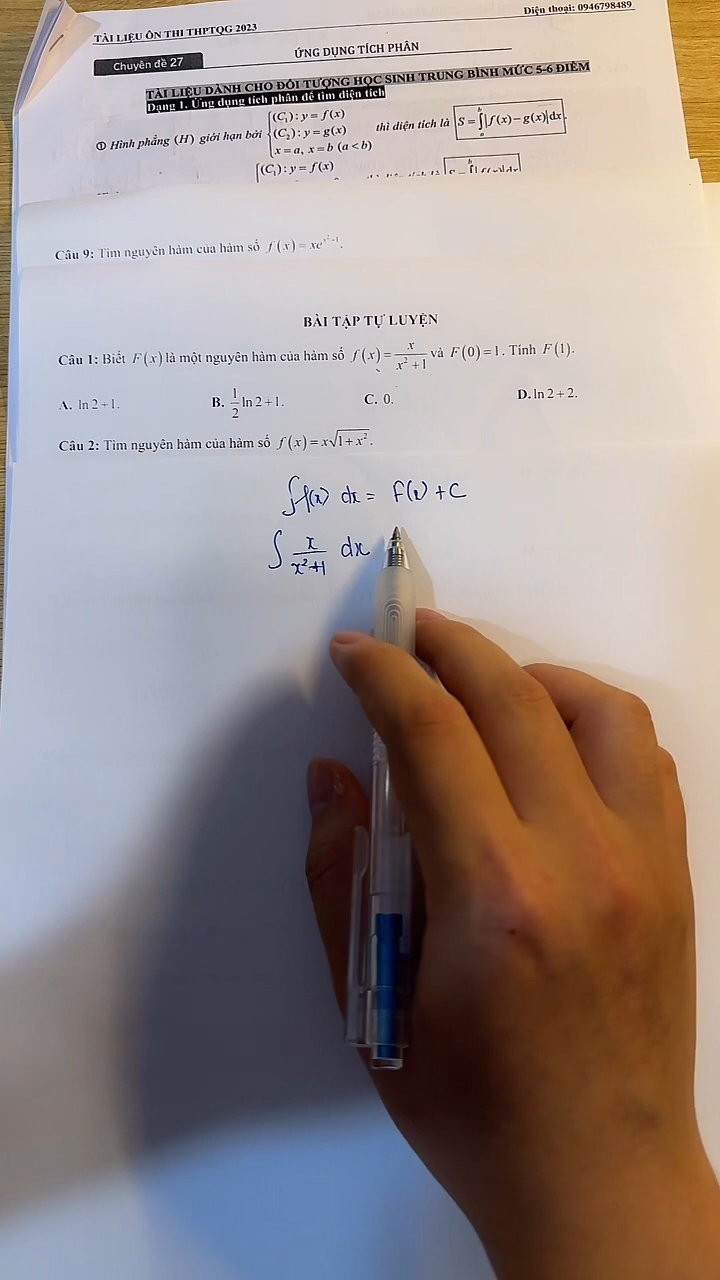 TÀI LIỆU ÔN THI THPTQG 2023 Điện thoại: 0946798489
Chuyên đề 27 ỨNG DỤNG TÍCH PHÂN
TÀI LIỆU DÀNH CHO ĐỐI TƯỢNG HỌC SINH TRUNG BÌNH MỨC 5-6 ĐIỂM
Dạng 1. Ứng dụng tích phân để tìm diện tích
① Hình phẳng (H) giới hạn bởi { (C₁): y = f(x) (C₂): y = g(x) x = a, x = b (a < b) thì diện tích là S = ∫ₐᵇ |f(x) − g(x)| dx.
(C₁): y = f(x)
Câu 9: Tìm nguyên hàm của hàm số f(x) = xe^(x²+1).
BÀI TẬP TỰ LUYỆN
Câu 1: Biết F(x) là một nguyên hàm của hàm số f(x) = x/(x²+1) và F(0) = 1. Tính F(1).
A. ln 2 + 1. B. 1/2 ln 2 + 1. C. 0. D. ln 2 + 2.
Câu 2: Tìm nguyên hàm của hàm số f(x) = x√(1+x²).
∫f(x) dx = F(x) + C
∫ x/(x²+1) dx